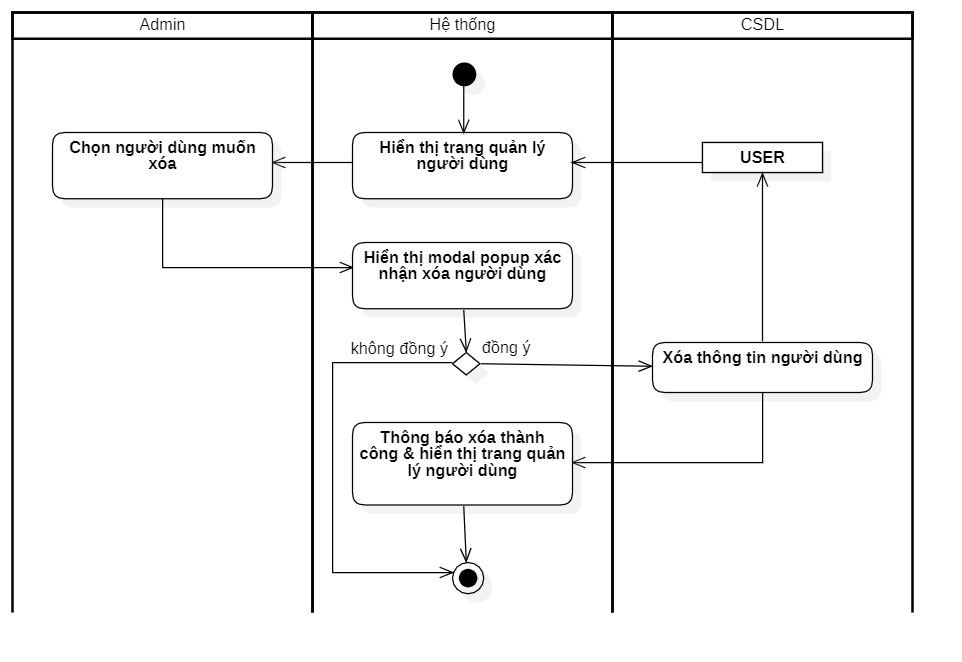 Admin
Hệ thống
CSDL
Chọn người dùng muốn
xóa
Hiển thị trang quản lý
người dùng
USER
Hiển thị modal popup xác
nhận xóa người dùng
không đồng ý
đồng ý
Xóa thông tin người dùng
Thông báo xóa thành
công & hiển thị trang quản
lý người dùng